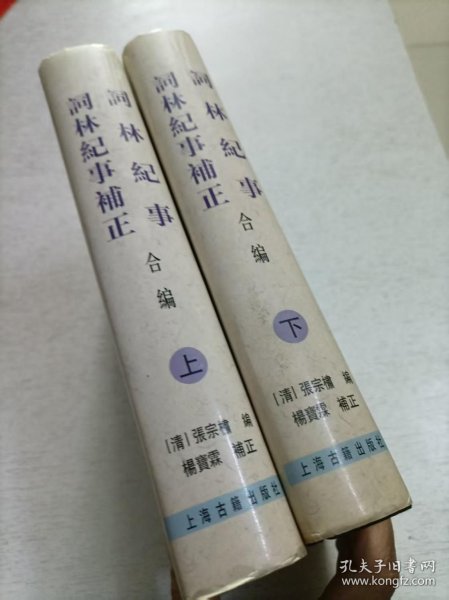 詞林紀事
詞林紀事補正
合編
上
[清]張宗橚 編
楊寶霖 補正
上海古籍出版社
詞林紀事
詞林紀事補正
合編
下
[清]張宗橚 編
楊寶霖 補正
上海古籍出版社
孔夫子旧书网
www.kongfz.com